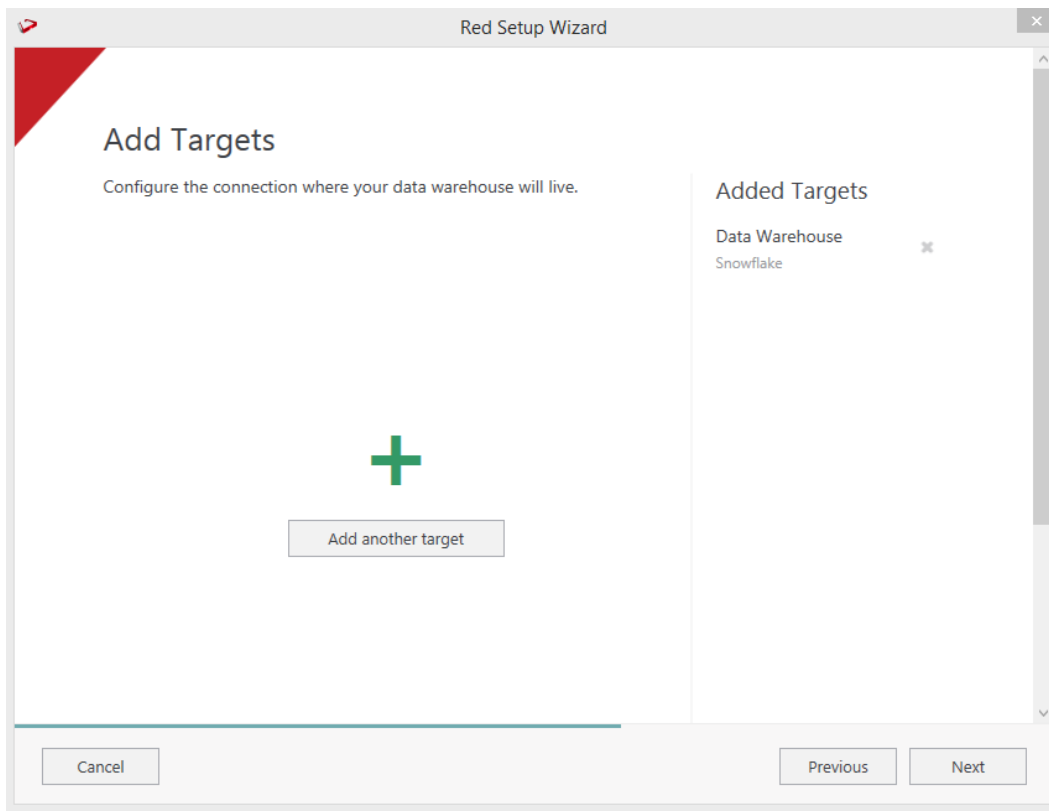 Red Setup Wizard
Add Targets
Configure the connection where your data warehouse will live.
Added Targets
Data Warehouse
Snowflake
Add another target
Cancel
Previous
Next